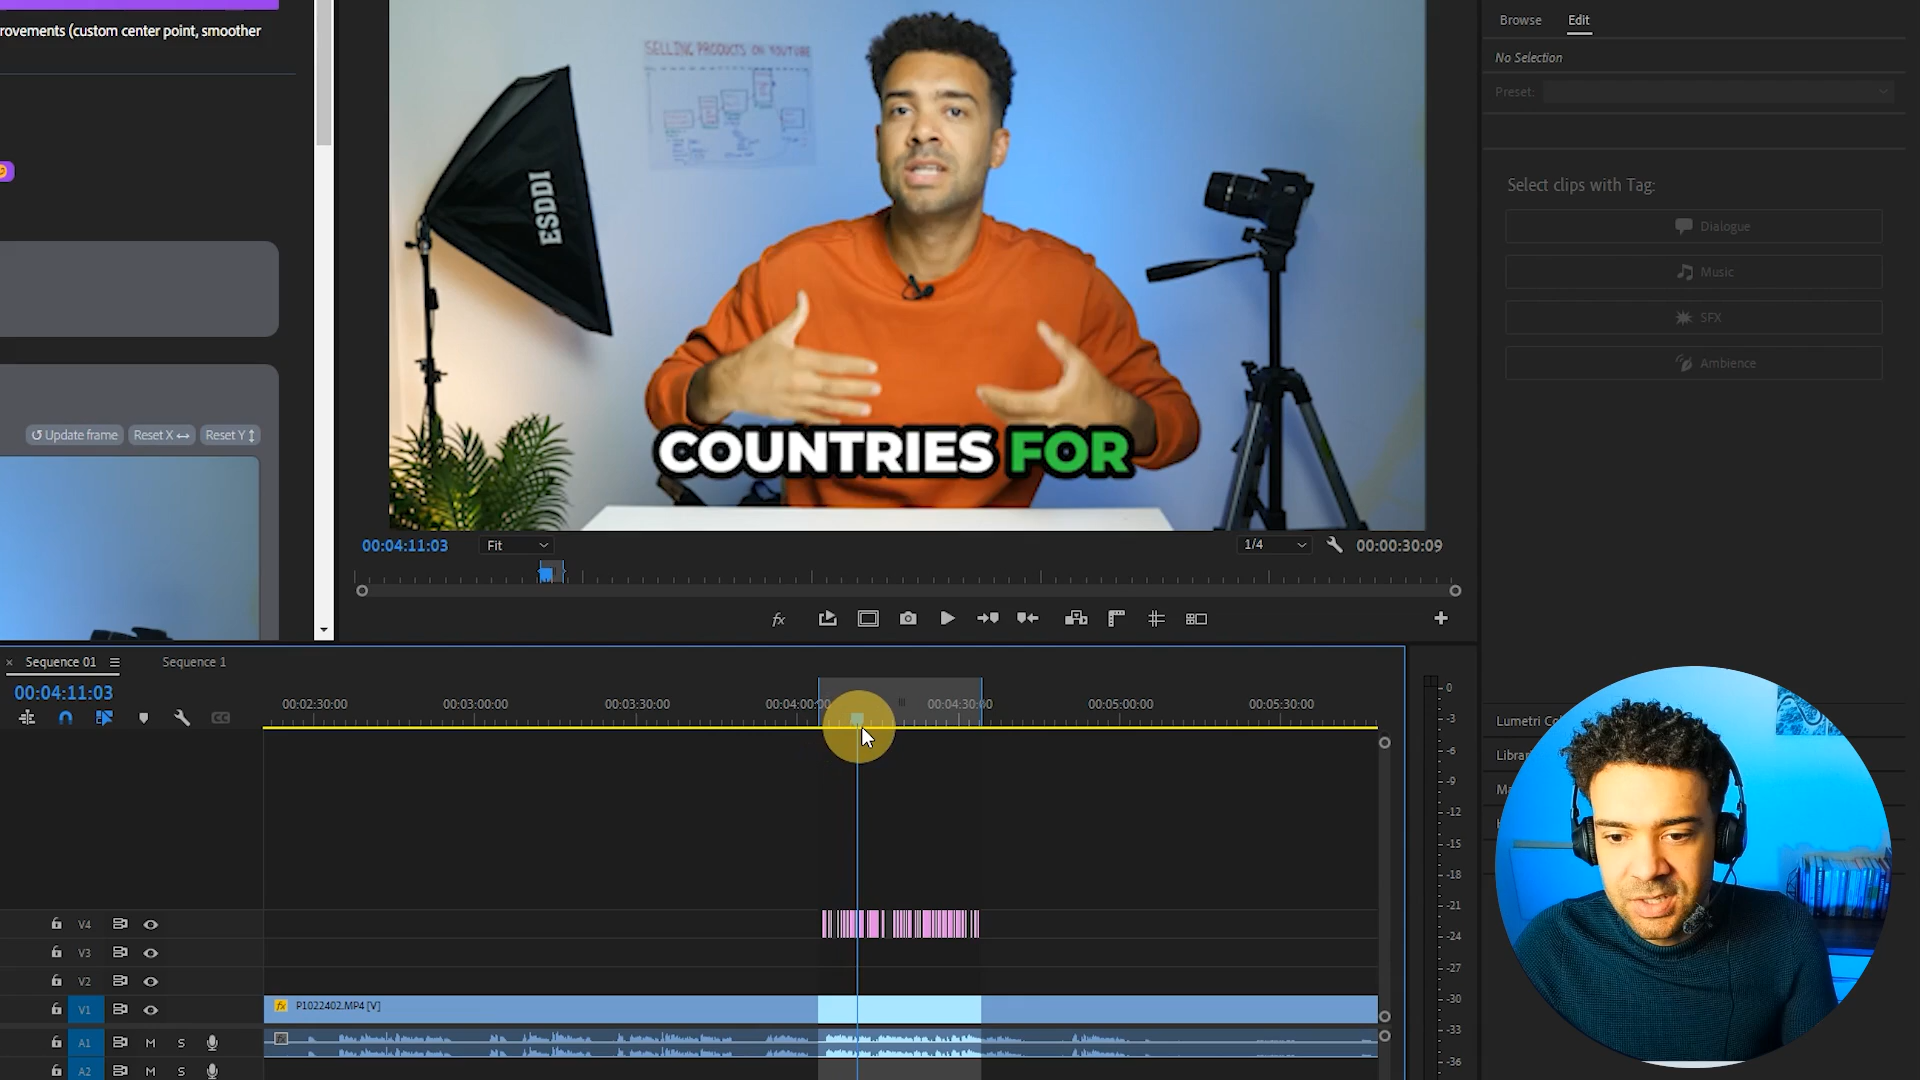 rovements (custom center point, smoother
Update frame
Reset X
Reset Y
SELLING PRODUCTS ON YOUTUBE
ESDDI
COUNTRIES FOR
00:04:11:03
Fit
1/4
00:00:30:09
Browse
Edit
No Selection
Preset:
Select clips with Tag:
Dialogue
Music
SFX
Ambience
Sequence 01
Sequence 1
00:04:11:03
00:02:30:00
00:03:00:00
00:03:30:00
00:04:00:00
00:04:30:00
00:05:00:00
00:05:30:00
V4
V3
V2
V1
fx P1022402.MP4 [V]
A1 M S
A2 M S
0
-3
-6
-9
-12
-15
-18
-21
-24
-27
-30
-33
-36
Lumetri Co
Librar